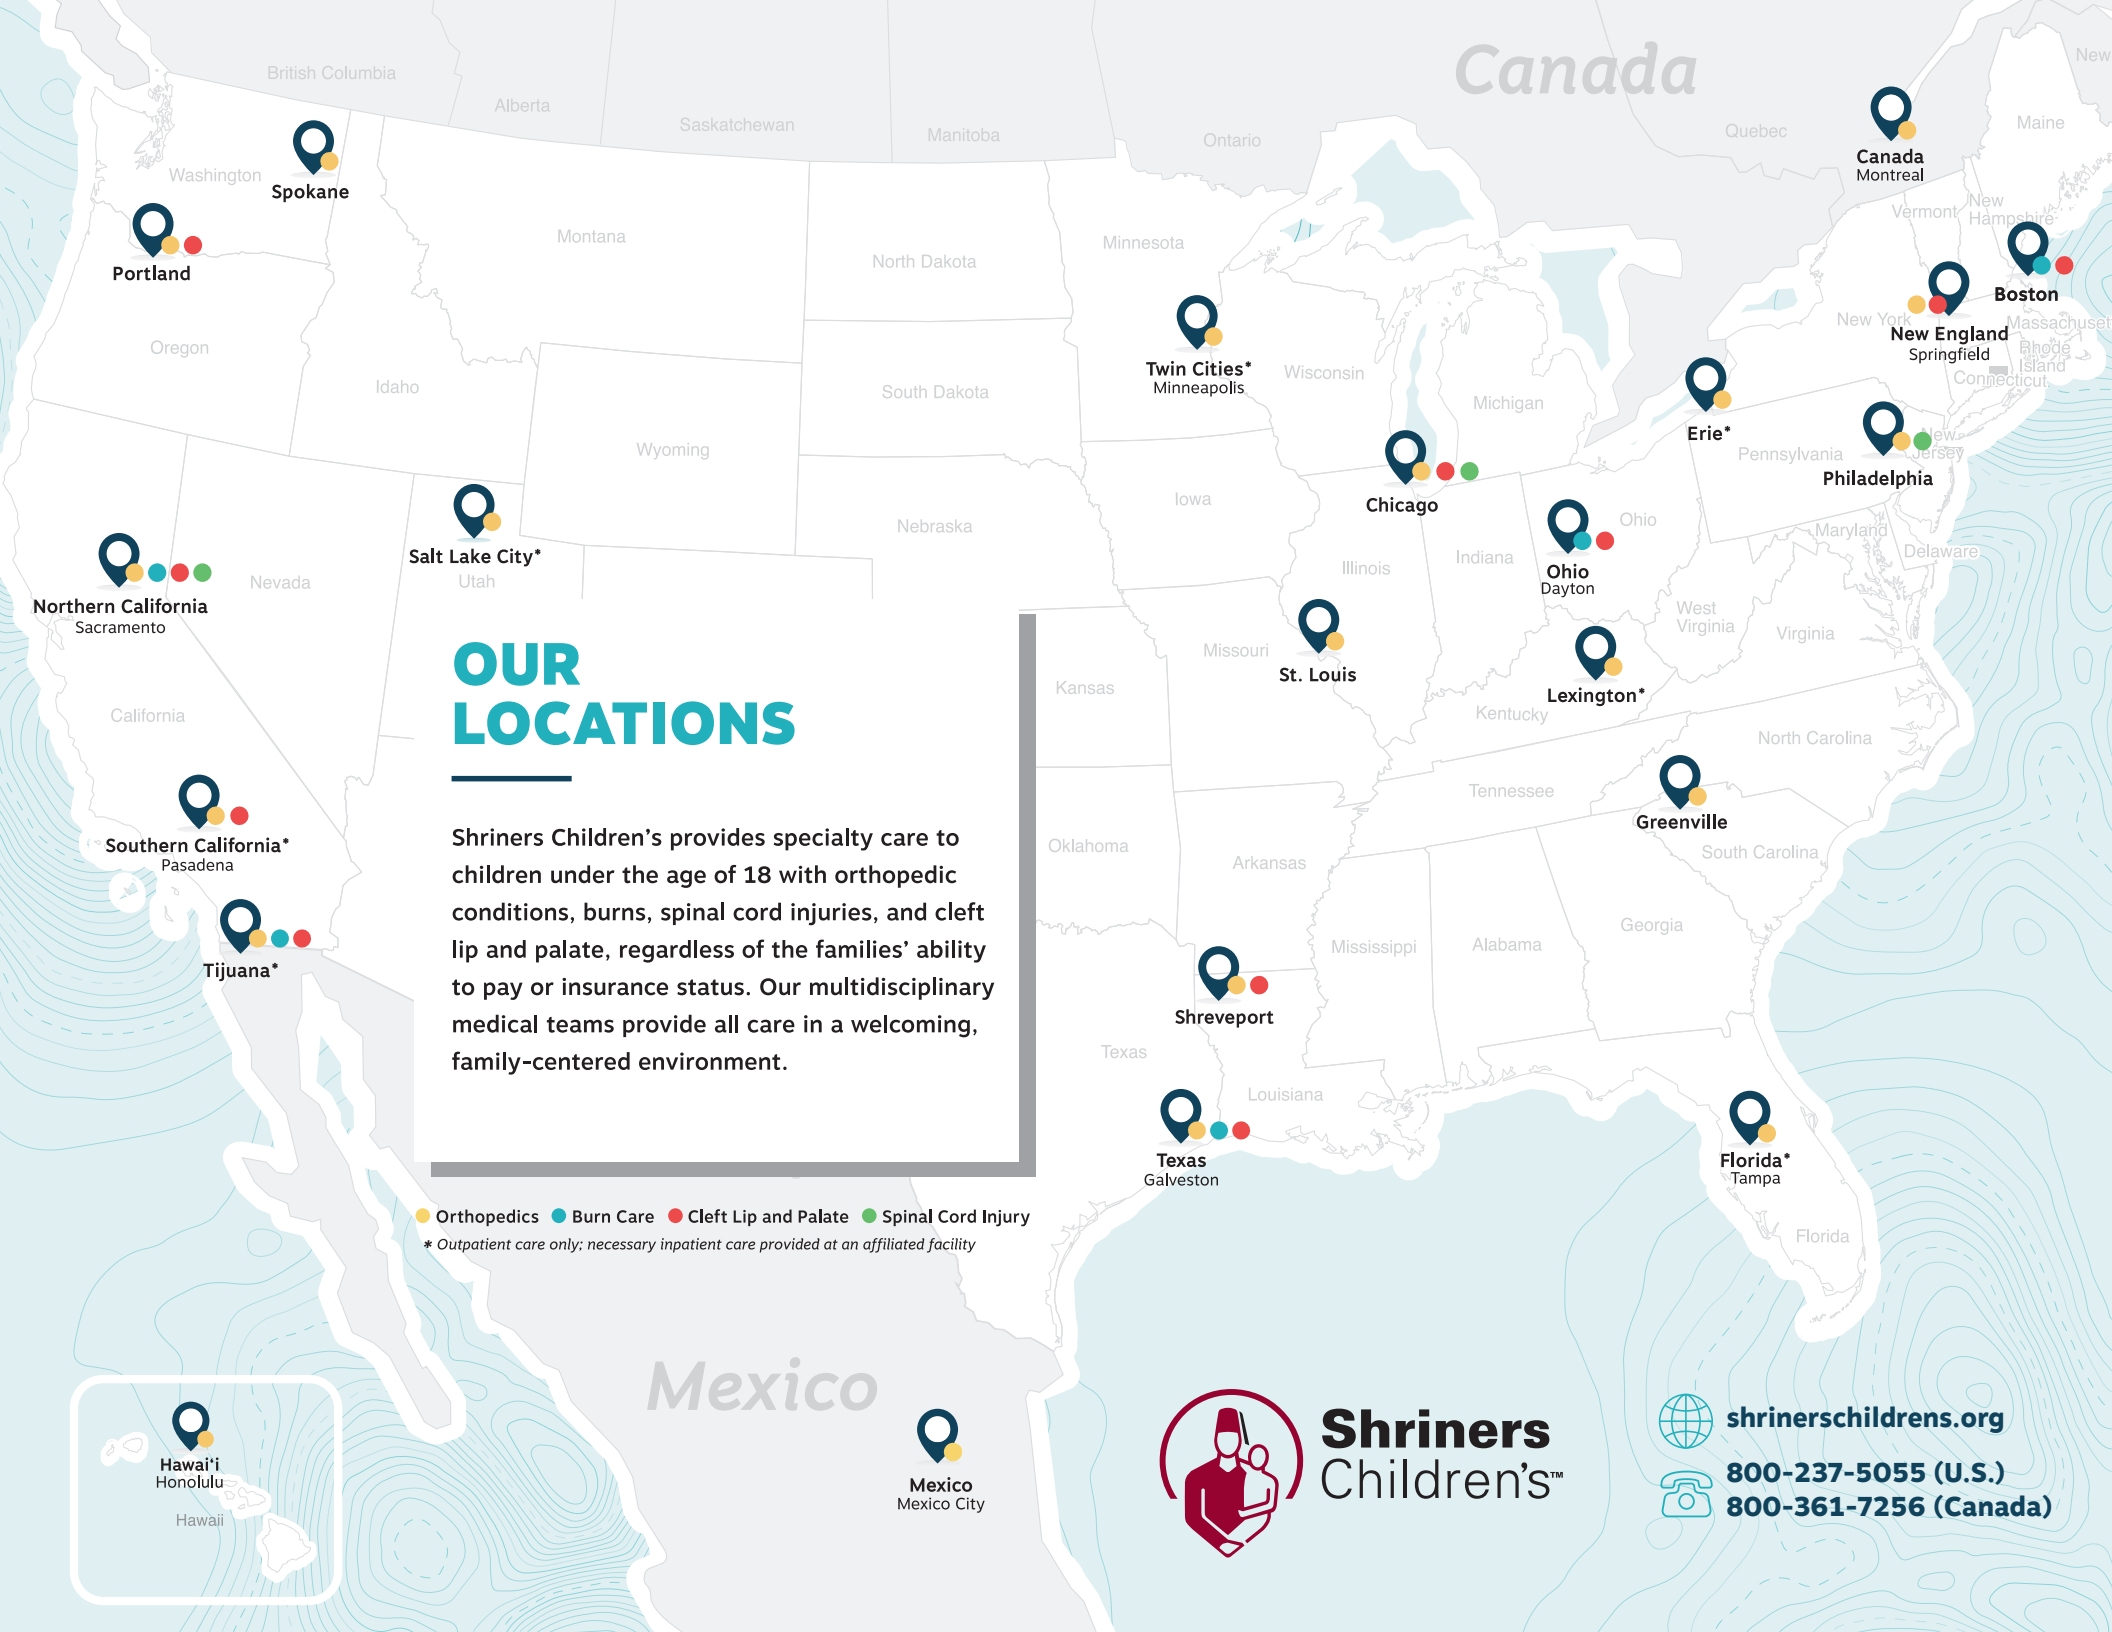 Canada
British Columbia
Alberta
Saskatchewan
Manitoba
Ontario
Quebec
New
Maine
Canada
Montreal
Washington
Spokane
Portland
Montana
North Dakota
Minnesota
Vermont
New
Hampshire
Boston
Oregon
Idaho
South Dakota
Twin Cities*
Minneapolis
Wisconsin
Michigan
New York
New England
Springfield
Massachuset
Rhode
Island
Connecticut
Erie*
Wyoming
Pennsylvania
New
Jersey
Philadelphia
Iowa
Chicago
Nebraska
Ohio
Maryland
Delaware
Salt Lake City*
Utah
Nevada
Illinois
Indiana
Ohio
Dayton
Northern California
Sacramento
West
Virginia
Virginia
Missouri
St. Louis
Kansas
Lexington*
Kentucky
California
North Carolina
Tennessee
Greenville
South Carolina
Southern California*
Pasadena
Oklahoma
Arkansas
Georgia
Mississippi
Alabama
Tijuana*
Shreveport
Texas
Louisiana
Texas
Galveston
Florida*
Tampa
Florida
OUR
LOCATIONS
Shriners Children's provides specialty care to
children under the age of 18 with orthopedic
conditions, burns, spinal cord injuries, and cleft
lip and palate, regardless of the families' ability
to pay or insurance status. Our multidisciplinary
medical teams provide all care in a welcoming,
family-centered environment.
Orthopedics Burn Care Cleft Lip and Palate Spinal Cord Injury
* Outpatient care only; necessary inpatient care provided at an affiliated facility
Mexico
Mexico
Mexico City
Hawai‘i
Honolulu
Hawaii
Shriners
Children's™
shrinerschildrens.org
800-237-5055 (U.S.)
800-361-7256 (Canada)